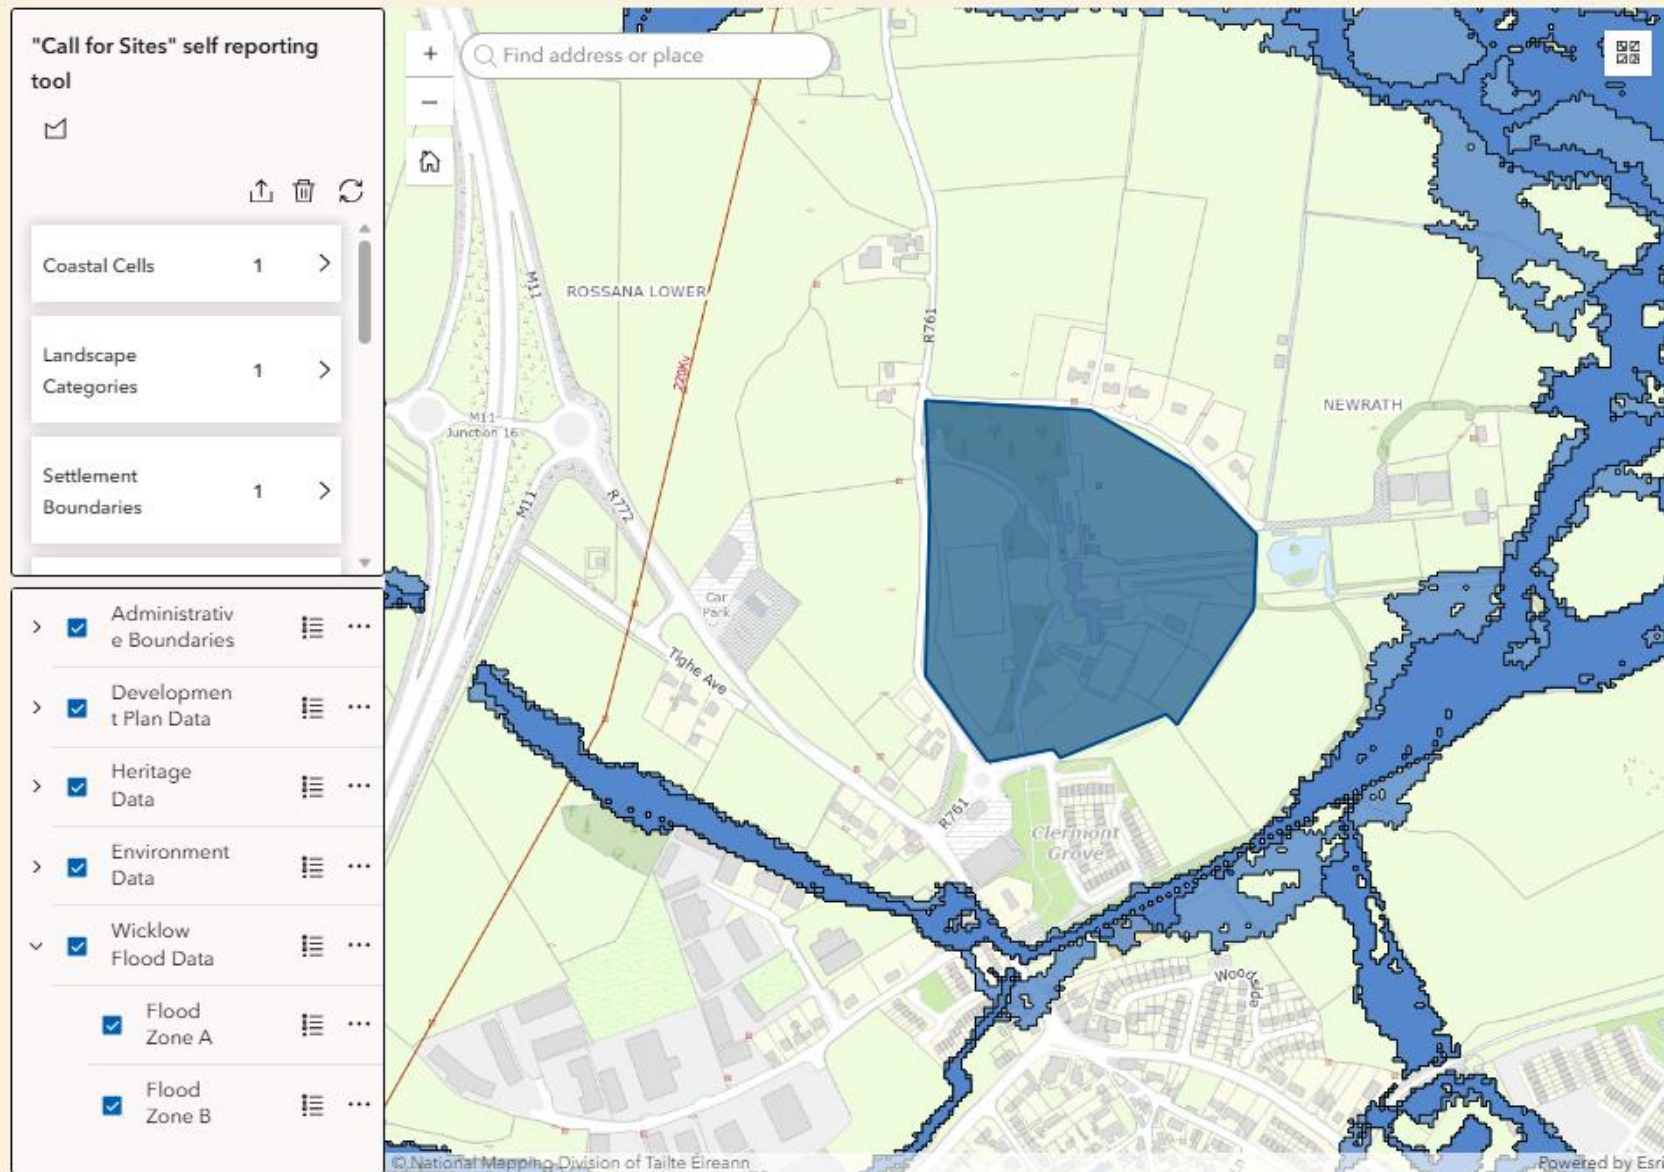 "Call for Sites" self reporting
tool
Coastal Cells 1
Landscape
Categories 1
Settlement
Boundaries 1
Administrativ
e Boundaries
Developmen
t Plan Data
Heritage
Data
Environment
Data
Wicklow
Flood Data
Flood
Zone A
Flood
Zone B
+
Find address or place
−
M11
ROSSANA LOWER
R761
220Kv
NEWRATH
M11
Junction 16
M11
R772
Car
Park
Tighe Ave
R761
Clermont
Grove
Woodside
© National Mapping Division of Tailte Éireann
Powered by Esri